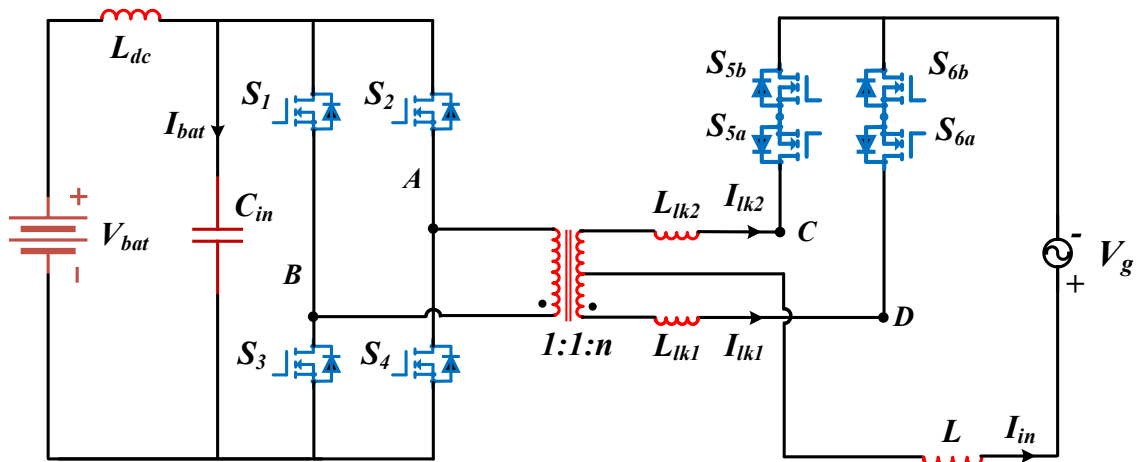 L_dc
S_1
S_2
S_5b
S_6b
I_bat
S_5a
S_6a
A
C_in
L_lk2
I_lk2
+
V_bat
C
-
V_g
B
+
D
S_3
S_4
1:1:n
L_lk1
I_lk1
L
I_in